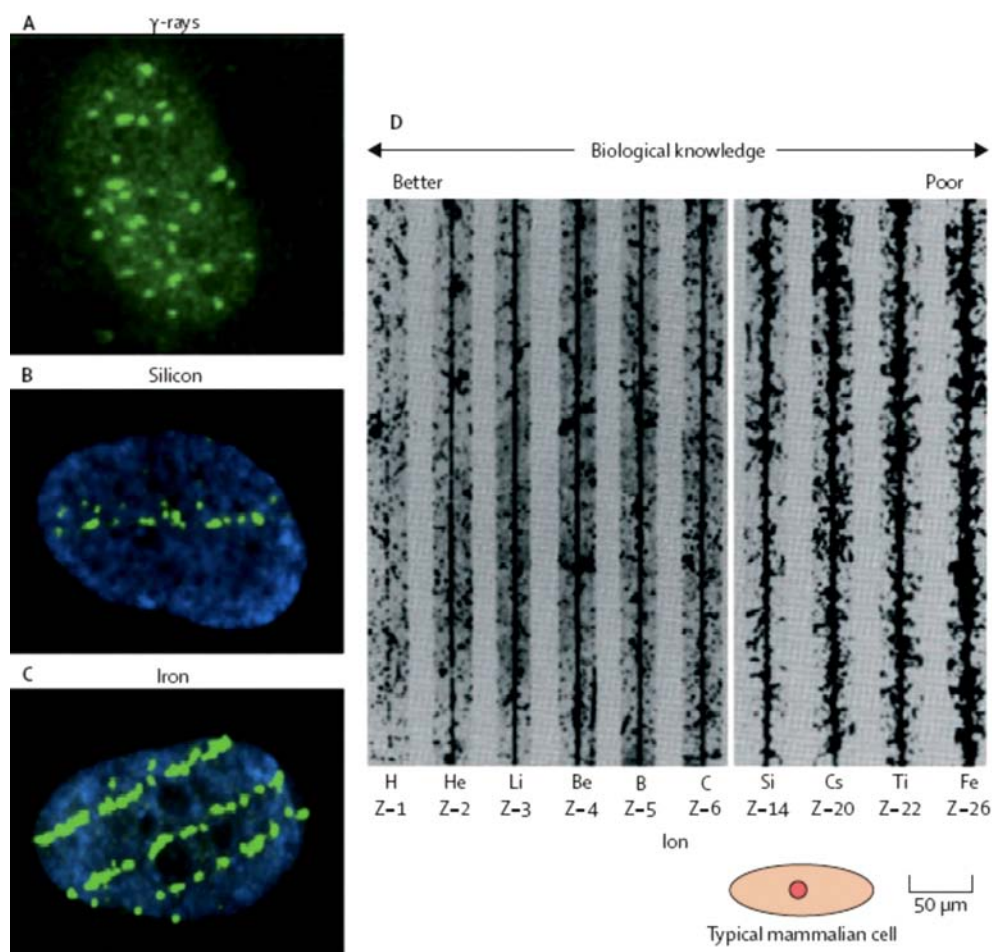 A
γ-rays
B
Silicon
C
Iron
D
Biological knowledge
Better Poor
H He Li Be B C Si Cs Ti Fe
Z–1 Z–2 Z–3 Z–4 Z–5 Z–6 Z–14 Z–20 Z–22 Z–26
Ion
50 µm
Typical mammalian cell